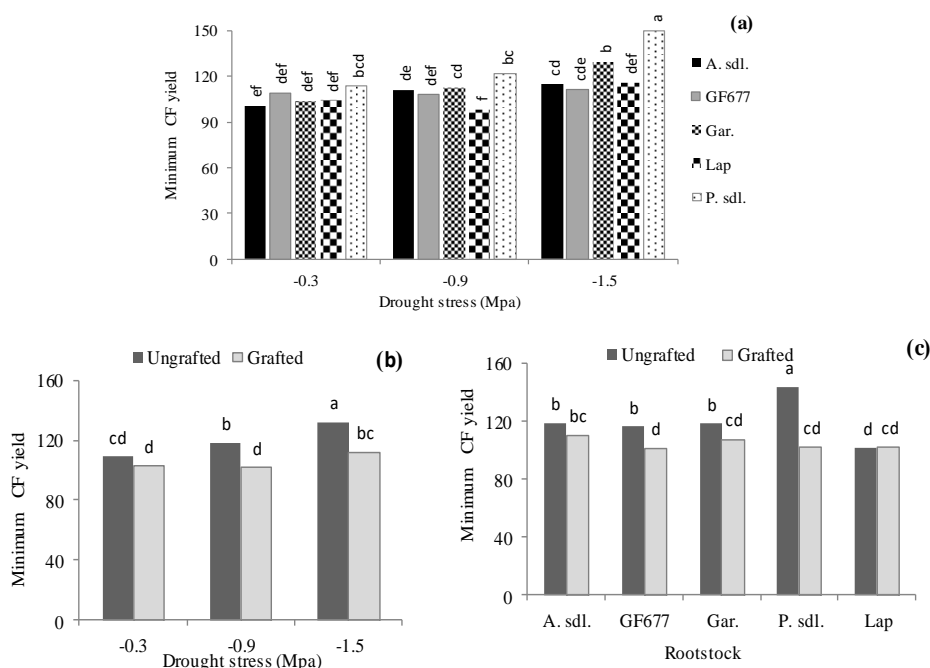 (a)
Minimum CF yield
150
120
90
60
30
0
ef def def def bcd
de def cd f bc
cd cde b def a
-0.3 -0.9 -1.5
Drought stress (Mpa)
A. sdl.
GF677
Gar.
Lap
P. sdl.
(b)
Ungrafted Grafted
Minimum CF yield
160
120
80
40
0
cd d b d a bc
-0.3 -0.9 -1.5
Drought stress (Mpa)
(c)
Ungrafted Grafted
Minimum CF yield
160
120
80
40
0
b bc b d b cd a cd d cd
A. sdl. GF677 Gar. P. sdl. Lap
Rootstock